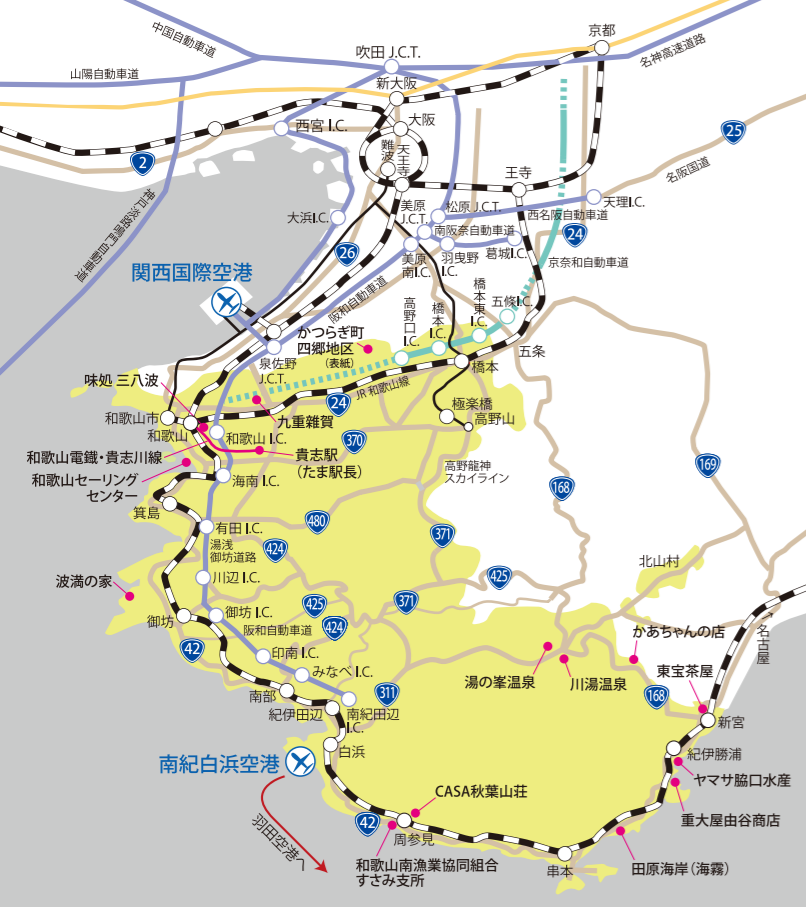 中国自動車道
京都
吹田 J.C.T.
名神高速道路
山陽自動車道
新大阪
西宮 I.C.
大阪
25
2
難波
天王寺
王寺
名阪国道
神戸淡路鳴門自動車道
大浜I.C.
美原
J.C.T.
松原 J.C.T.
天理I.C.
西名阪自動車道
南阪奈自動車道
24
26
美原
南I.C.
羽曳野
I.C.
葛城I.C.
京奈和自動車道
関西国際空港
阪和自動車道
高野口
I.C.
橋本
I.C.
橋本東
I.C.
五條I.C.
かつらぎ町
四郷地区
(表紙)
泉佐野
J.C.T.
五条
橋本
味処 三八波
JR 和歌山線
24
極楽橋
高野山
和歌山市
和歌山
九重雜賀
和歌山 I.C.
370
和歌山電鐵・貴志川線
貴志駅
(たま駅長)
高野龍神
スカイライン
169
和歌山セーリング
センター
海南 I.C.
168
箕島
480
有田 I.C.
371
湯浅
御坊道路
424
北山村
波満の家
川辺 I.C.
425
425
371
御坊
御坊 I.C.
424
かあちゃんの店
→名古屋
阪和自動車道
42
印南 I.C.
東宝茶屋
みなべ I.C.
湯の峯温泉
川湯温泉
南部
311
168
紀伊田辺
南紀田辺
I.C.
新宮
白浜
紀伊勝浦
南紀白浜空港
ヤマサ脇口水産
CASA秋葉山荘
重大屋由谷商店
羽田空港へ
42
周参見
田原海岸(海霧)
和歌山南漁業協同組合
すさみ支所
串本